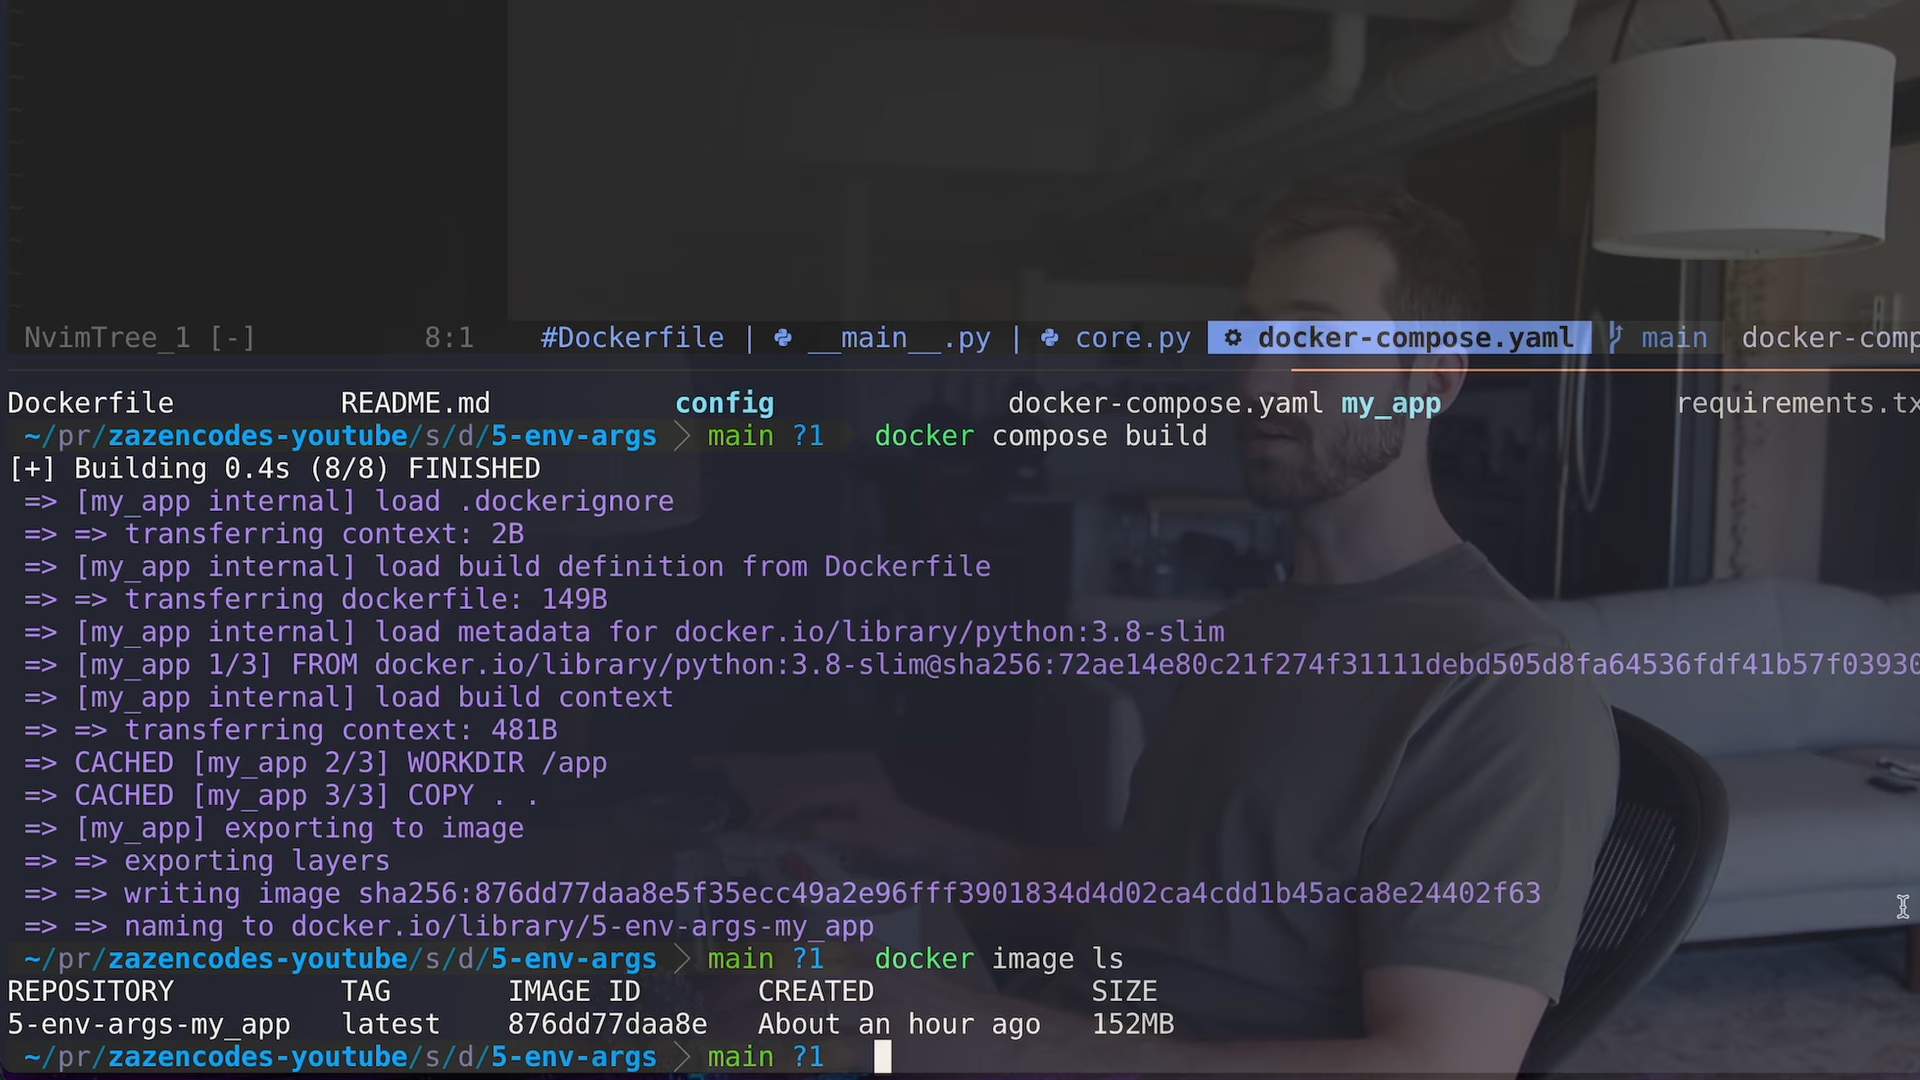 NvimTree_1 [-] 8:1 #Dockerfile | __main__.py | core.py docker-compose.yaml main docker-comp
Dockerfile README.md config docker-compose.yaml my_app requirements.tx
~/pr/zazencodes-youtube/s/d/5-env-args main ?1 docker compose build
[+] Building 0.4s (8/8) FINISHED
=> [my_app internal] load .dockerignore
=> => transferring context: 2B
=> [my_app internal] load build definition from Dockerfile
=> => transferring dockerfile: 149B
=> [my_app internal] load metadata for docker.io/library/python:3.8-slim
=> [my_app 1/3] FROM docker.io/library/python:3.8-slim@sha256:72ae14e80c21f274f31111debd505d8fa64536fdf41b57f03930
=> [my_app internal] load build context
=> => transferring context: 481B
=> CACHED [my_app 2/3] WORKDIR /app
=> CACHED [my_app 3/3] COPY . .
=> [my_app] exporting to image
=> => exporting layers
=> => writing image sha256:876dd77daa8e5f35ecc49a2e96fff3901834d4d02ca4cdd1b45aca8e24402f63
=> => naming to docker.io/library/5-env-args-my_app
~/pr/zazencodes-youtube/s/d/5-env-args main ?1 docker image ls
REPOSITORY TAG IMAGE ID CREATED SIZE
5-env-args-my_app latest 876dd77daa8e About an hour ago 152MB
~/pr/zazencodes-youtube/s/d/5-env-args main ?1